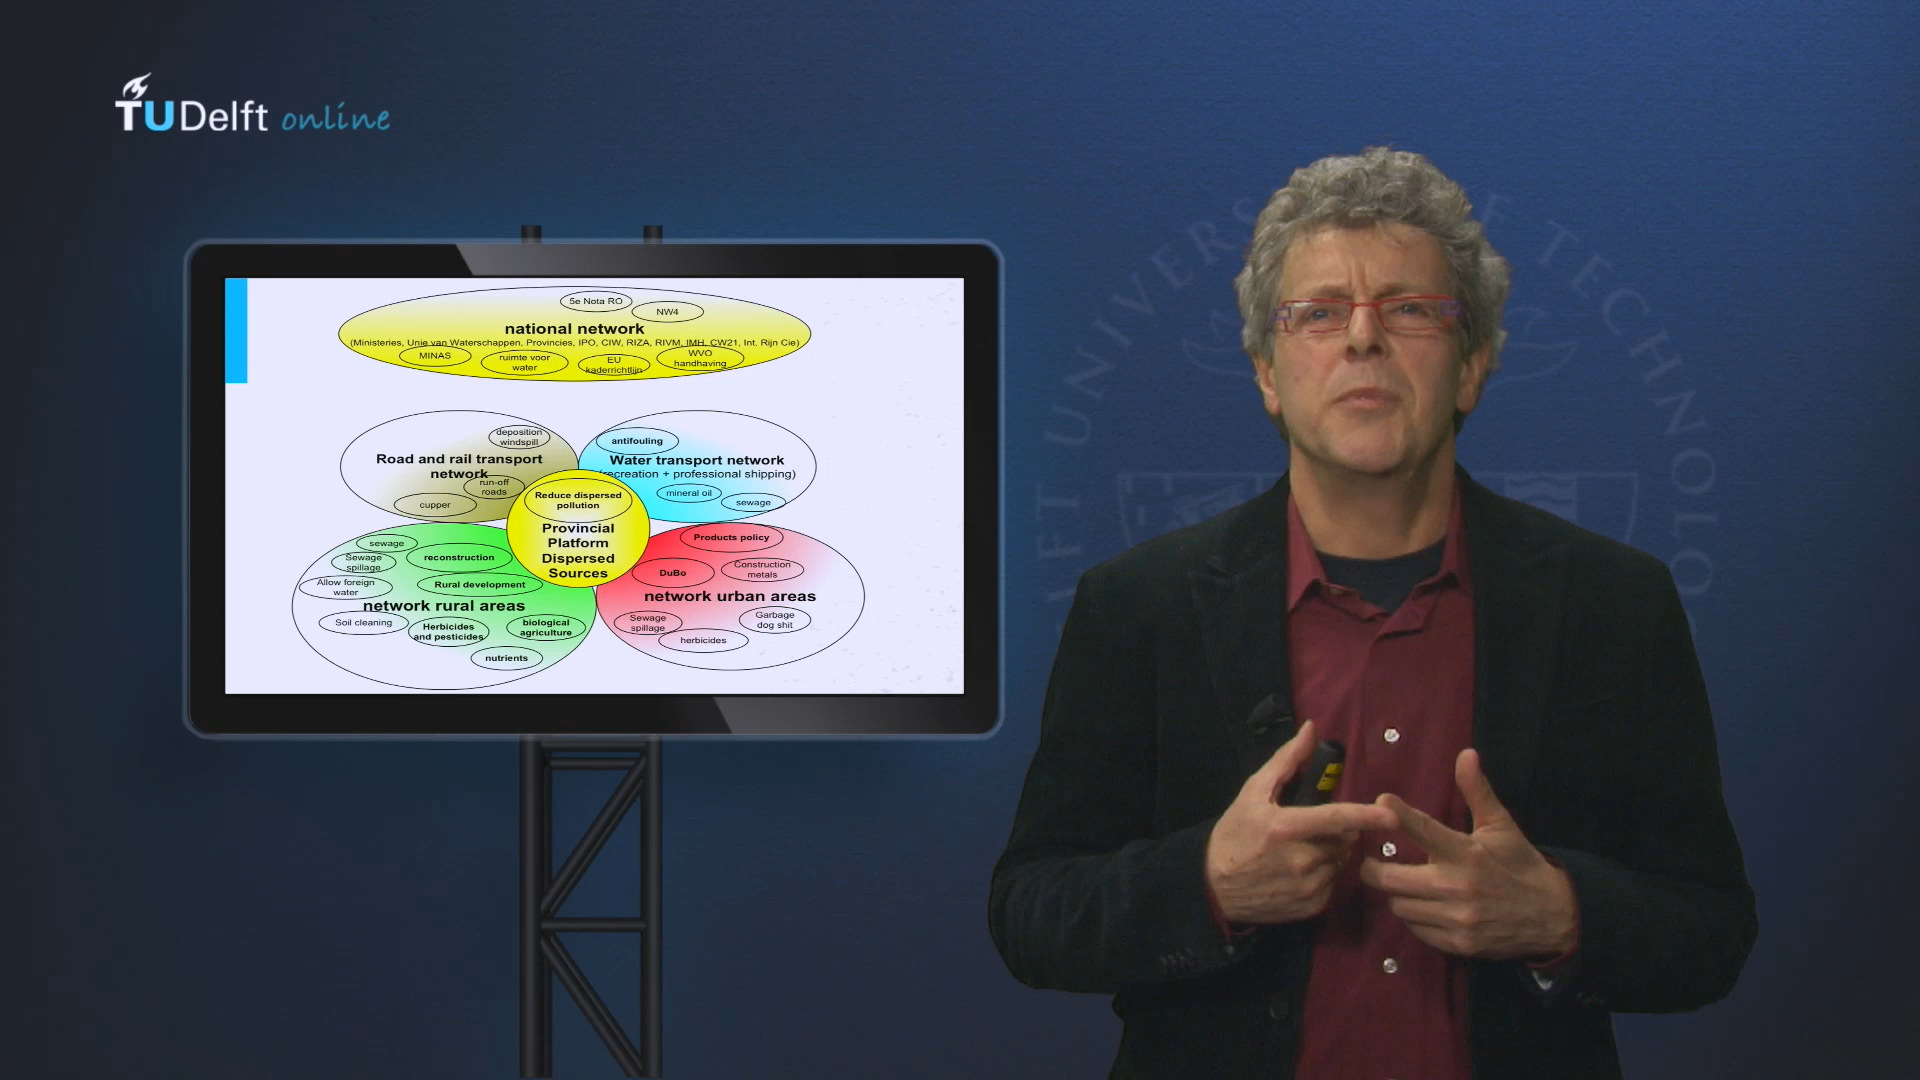 TUDelft online
5e Nota RO
NW4
national network
(Ministeries, Unie van Waterschappen, Provincies, IPO, CIW, RIZA, RIVM, IMH, CW21, Int. Rijn Cie)
MINAS
ruimte voor
water
EU
kaderrichtlijn
WVO
handhaving
deposition
windspill
Road and rail transport
network
run-off
roads
cupper
antifouling
Water transport network
(recreation + professional shipping)
mineral oil
sewage
Reduce dispersed
pollution
Provincial
Platform
Dispersed
Sources
sewage
Sewage
spillage
reconstruction
Allow foreign
water
Rural development
network rural areas
Soil cleaning
Herbicides
and pesticides
biological
agriculture
nutrients
Products policy
DuBo
Construction
metals
network urban areas
Sewage
spillage
Garbage
dog shit
herbicides
DELFT UNIVERSITY OF TECHNOLOGY